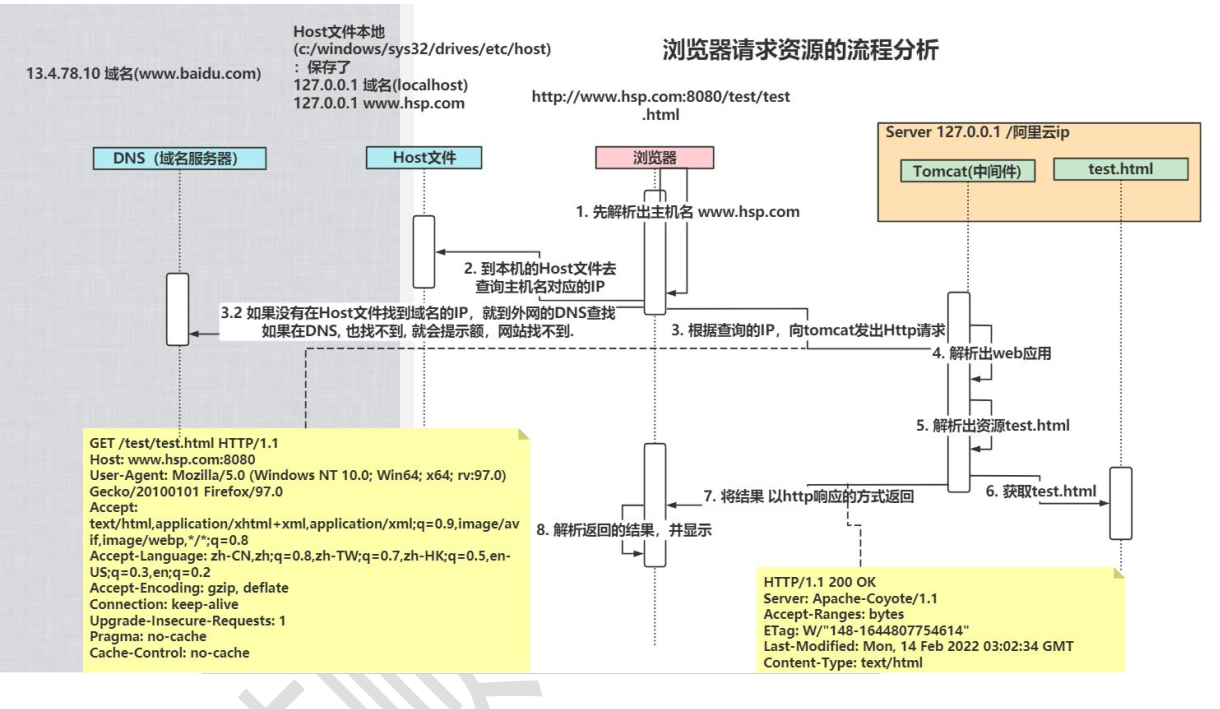 浏览器请求资源的流程分析
13.4.78.10 域名(www.baidu.com)
Host文件本地
(c:/windows/sys32/drives/etc/host)
：保存了
127.0.0.1 域名(localhost)
127.0.0.1 www.hsp.com
http://www.hsp.com:8080/test/test
.html
Server 127.0.0.1 /阿里云ip
DNS（域名服务器）
Host文件
浏览器
Tomcat(中间件)
test.html
1. 先解析出主机名 www.hsp.com
2. 到本机的Host文件去
查询主机名对应的IP
3.2 如果没有在Host文件找到域名的IP，就到外网的DNS查找
如果在DNS, 也找不到, 就会提示额，网站找不到.
3. 根据查询的IP，向tomcat发出Http请求
4. 解析出web应用
5. 解析出资源test.html
6. 获取test.html
7. 将结果 以http响应的方式返回
8. 解析返回的结果，并显示
GET /test/test.html HTTP/1.1
Host: www.hsp.com:8080
User-Agent: Mozilla/5.0 (Windows NT 10.0; Win64; x64; rv:97.0)
Gecko/20100101 Firefox/97.0
Accept:
text/html,application/xhtml+xml,application/xml;q=0.9,image/av
if,image/webp,*/*;q=0.8
Accept-Language: zh-CN,zh;q=0.8,zh-TW;q=0.7,zh-HK;q=0.5,en-
US;q=0.3,en;q=0.2
Accept-Encoding: gzip, deflate
Connection: keep-alive
Upgrade-Insecure-Requests: 1
Pragma: no-cache
Cache-Control: no-cache
HTTP/1.1 200 OK
Server: Apache-Coyote/1.1
Accept-Ranges: bytes
ETag: W/"148-1644807754614"
Last-Modified: Mon, 14 Feb 2022 03:02:34 GMT
Content-Type: text/html